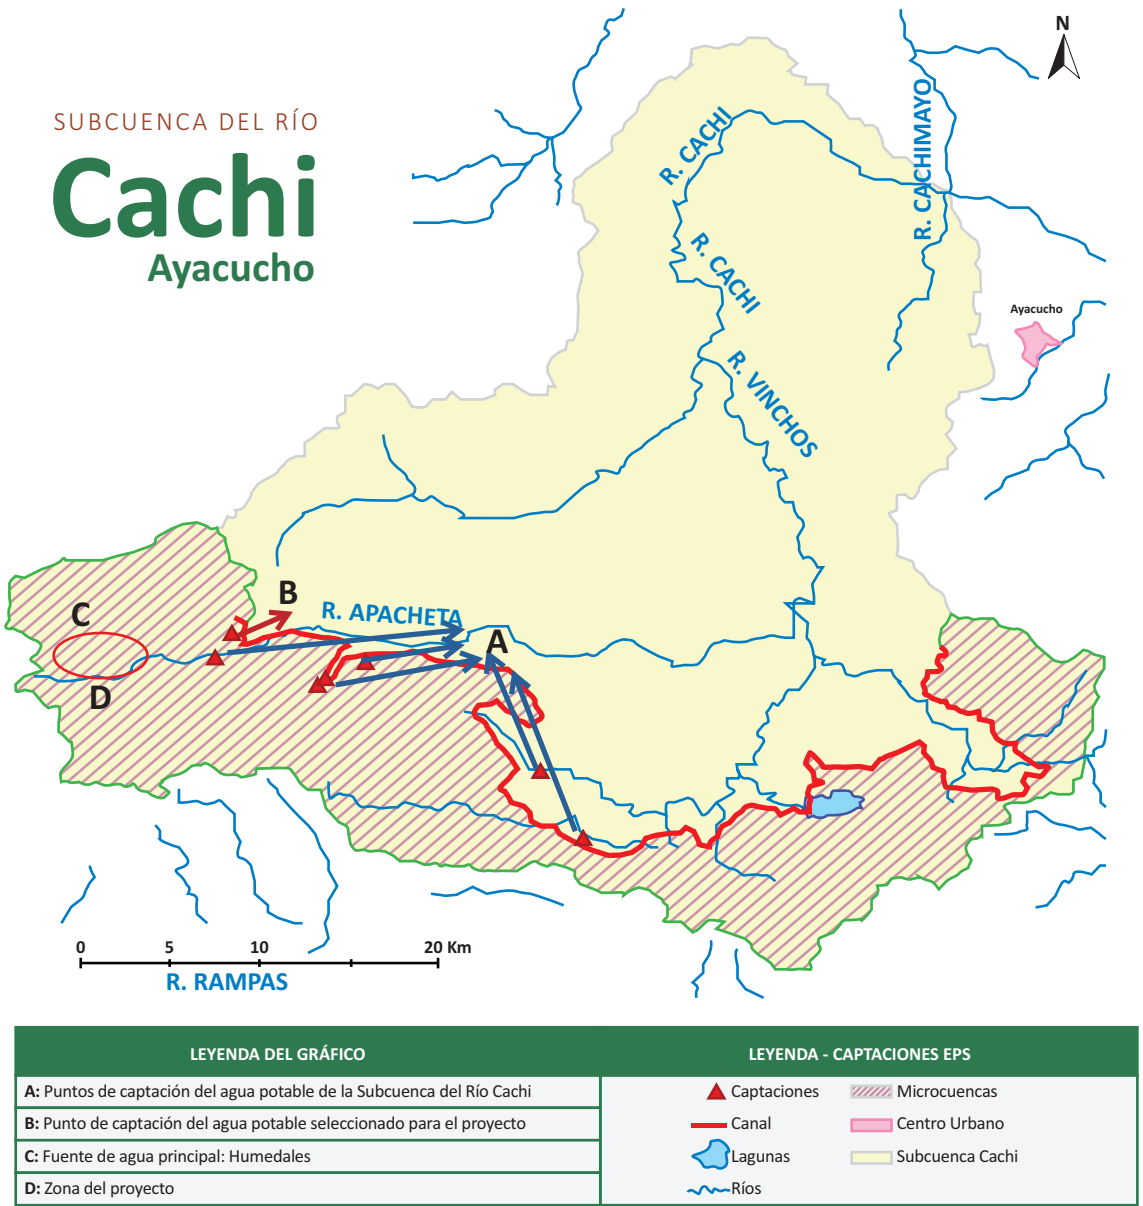 SUBCUENCA DEL RÍO
Cachi
Ayacucho
N
R. CACHI
R. CACHIMAYO
R. CACHI
Ayacucho
R. VINCHOS
B
C
R. APACHETA
A
D
0 5 10 20 Km
R. RAMPAS
LEYENDA DEL GRÁFICO
A: Puntos de captación del agua potable de la Subcuenca del Río Cachi
B: Punto de captación del agua potable seleccionado para el proyecto
C: Fuente de agua principal: Humedales
D: Zona del proyecto
LEYENDA - CAPTACIONES EPS
Captaciones
Canal
Lagunas
Ríos
Microcuencas
Centro Urbano
Subcuenca Cachi